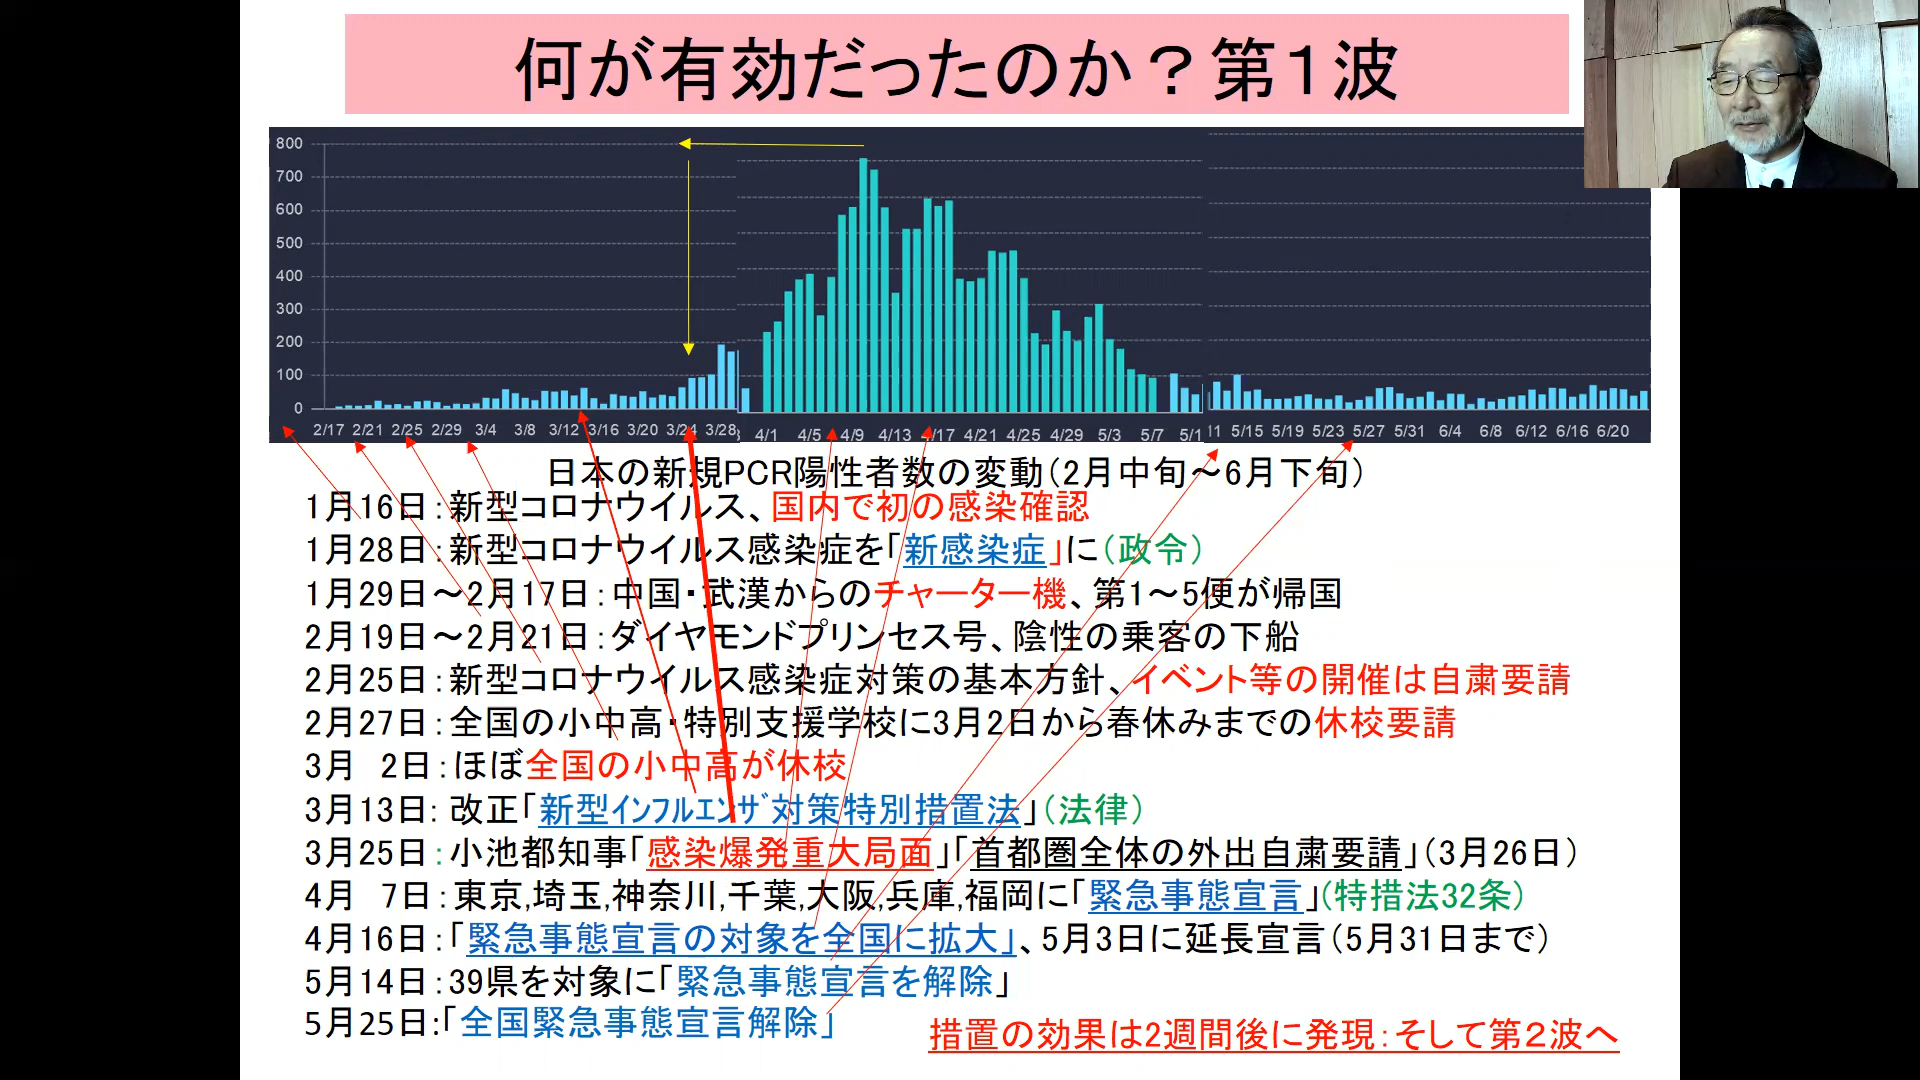 何が有効だったのか？第１波
800
700
600
500
400
300
200
100
0
2/17 2/21 2/25 2/29 3/4 3/8 3/12 3/16 3/20 3/24 3/28 4/1 4/5 4/9 4/13 4/17 4/21 4/25 4/29 5/3 5/7 5/1 11 5/15 5/19 5/23 5/27 5/31 6/4 6/8 6/12 6/16 6/20
日本の新規PCR陽性者数の変動（2月中旬～6月下旬）
1月16日：新型コロナウイルス、国内で初の感染確認
1月28日：新型コロナウイルス感染症を「新感染症」に（政令）
1月29日～2月17日：中国・武漢からのチャーター機、第1～5便が帰国
2月19日～2月21日：ダイヤモンドプリンセス号、陰性の乗客の下船
2月25日：新型コロナウイルス感染症対策の基本方針、イベント等の開催は自粛要請
2月27日：全国の小中高・特別支援学校に3月2日から春休みまでの休校要請
3月　2日：ほぼ全国の小中高が休校
3月13日：改正「新型ｲﾝﾌﾙｴﾝｻﾞ対策特別措置法」（法律）
3月25日：小池都知事「感染爆発重大局面」「首都圏全体の外出自粛要請」（3月26日）
4月　7日：東京,埼玉,神奈川,千葉,大阪,兵庫,福岡に「緊急事態宣言」（特措法32条）
4月16日：「緊急事態宣言の対象を全国に拡大」、5月3日に延長宣言（5月31日まで）
5月14日：39県を対象に「緊急事態宣言を解除」
5月25日：「全国緊急事態宣言解除」
措置の効果は2週間後に発現：そして第２波へ